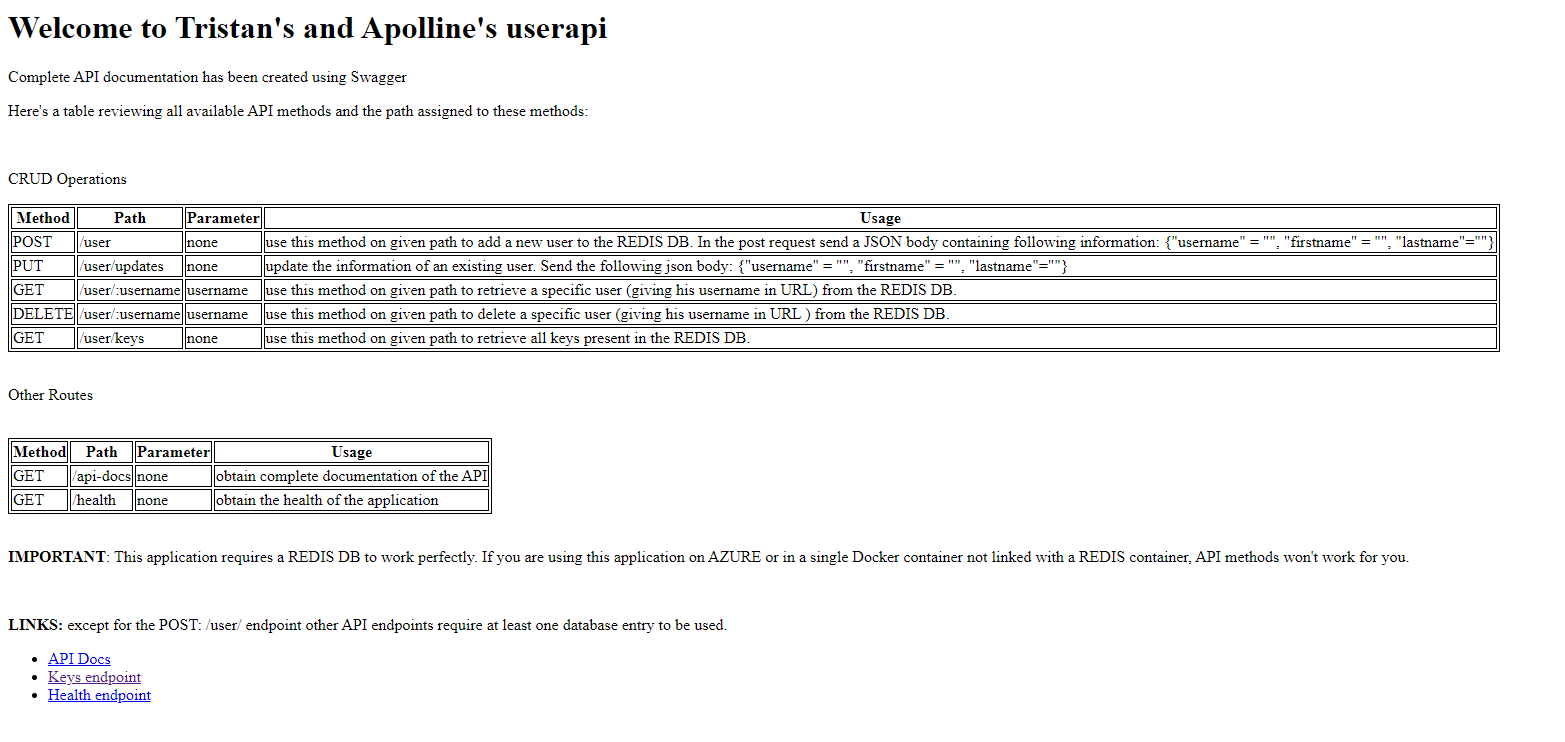 Welcome to Tristan's and Apolline's userapi
Complete API documentation has been created using Swagger
Here's a table reviewing all available API methods and the path assigned to these methods:
CRUD Operations
Method Path Parameter Usage
POST /user none use this method on given path to add a new user to the REDIS DB. In the post request send a JSON body containing following information: {"username" = "", "firstname" = "", "lastname"=""}
PUT /user/updates none update the information of an existing user. Send the following json body: {"username" = "", "firstname" = "", "lastname"=""}
GET /user/:username username use this method on given path to retrieve a specific user (giving his username in URL) from the REDIS DB.
DELETE /user/:username username use this method on given path to delete a specific user (giving his username in URL ) from the REDIS DB.
GET /user/keys none use this method on given path to retrieve all keys present in the REDIS DB.
Other Routes
Method Path Parameter Usage
GET /api-docs none obtain complete documentation of the API
GET /health none obtain the health of the application
IMPORTANT: This application requires a REDIS DB to work perfectly. If you are using this application on AZURE or in a single Docker container not linked with a REDIS container, API methods won't work for you.
LINKS: except for the POST: /user/ endpoint other API endpoints require at least one database entry to be used.
• API Docs
• Keys endpoint
• Health endpoint